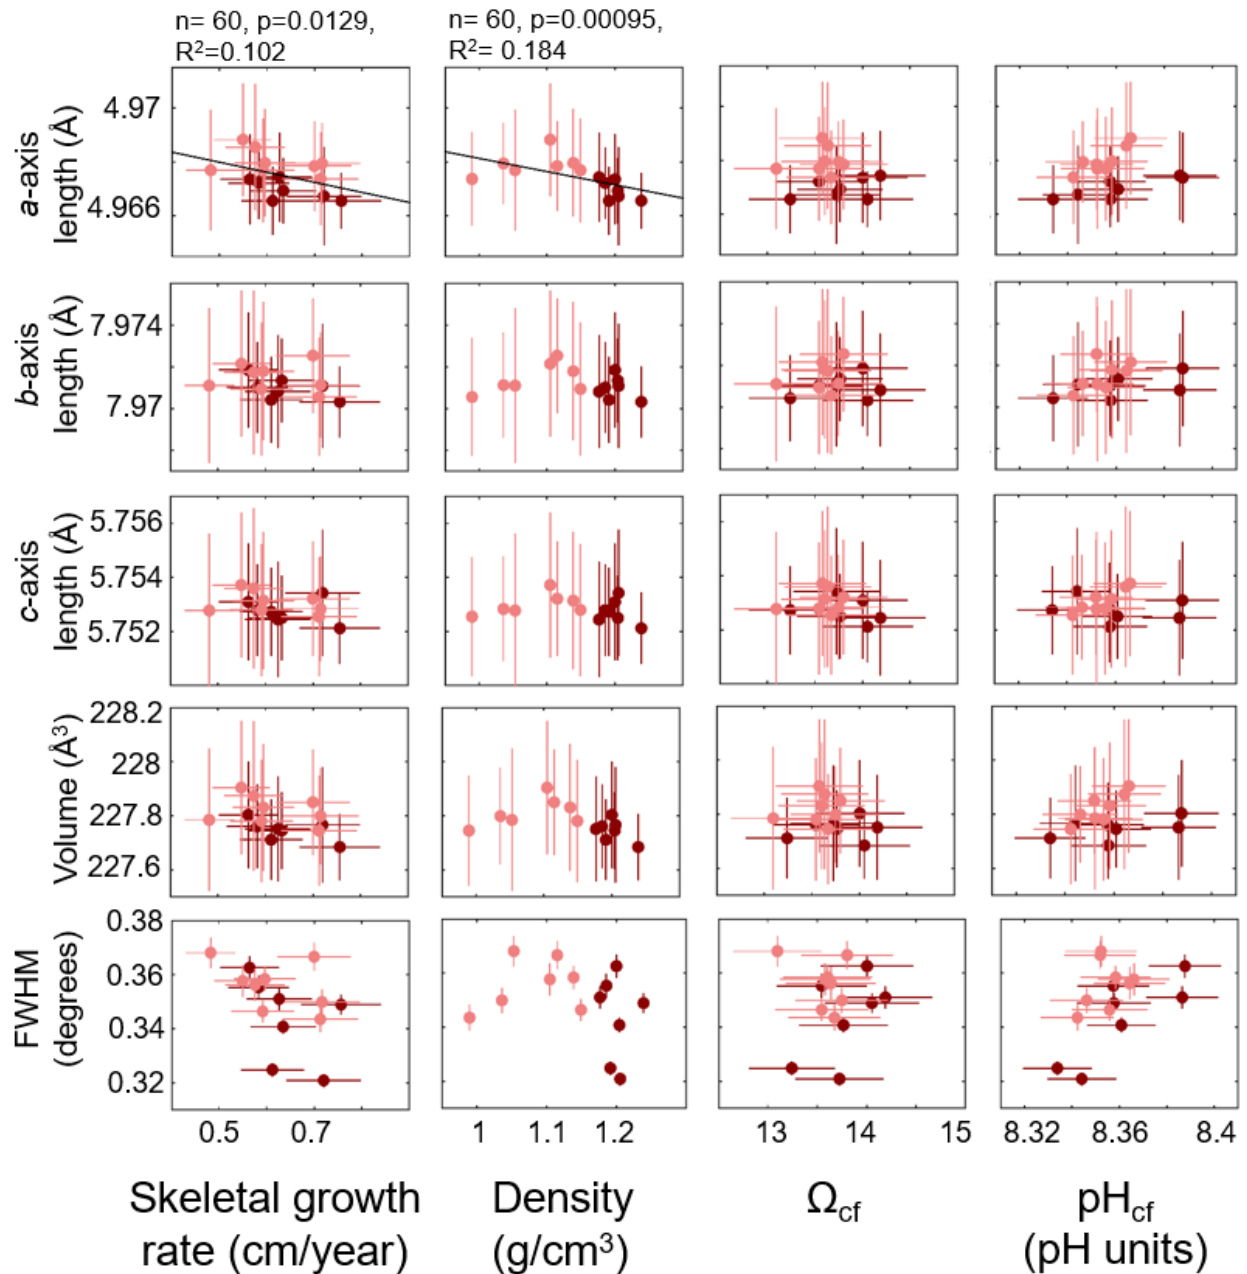 n= 60, p=0.0129,
R²=0.102
n= 60, p=0.00095,
R²= 0.184
a-axis
length (Å)
4.97
4.966
b-axis
length (Å)
7.974
7.97
c-axis
length (Å)
5.756
5.754
5.752
Volume (Å³)
228.2
228
227.8
227.6
FWHM
(degrees)
0.38
0.36
0.34
0.32
0.5 0.7
1 1.1 1.2
13 14 15
8.32 8.36 8.4
Skeletal growth
rate (cm/year)
Density
(g/cm³)
Ωcf
pHcf
(pH units)